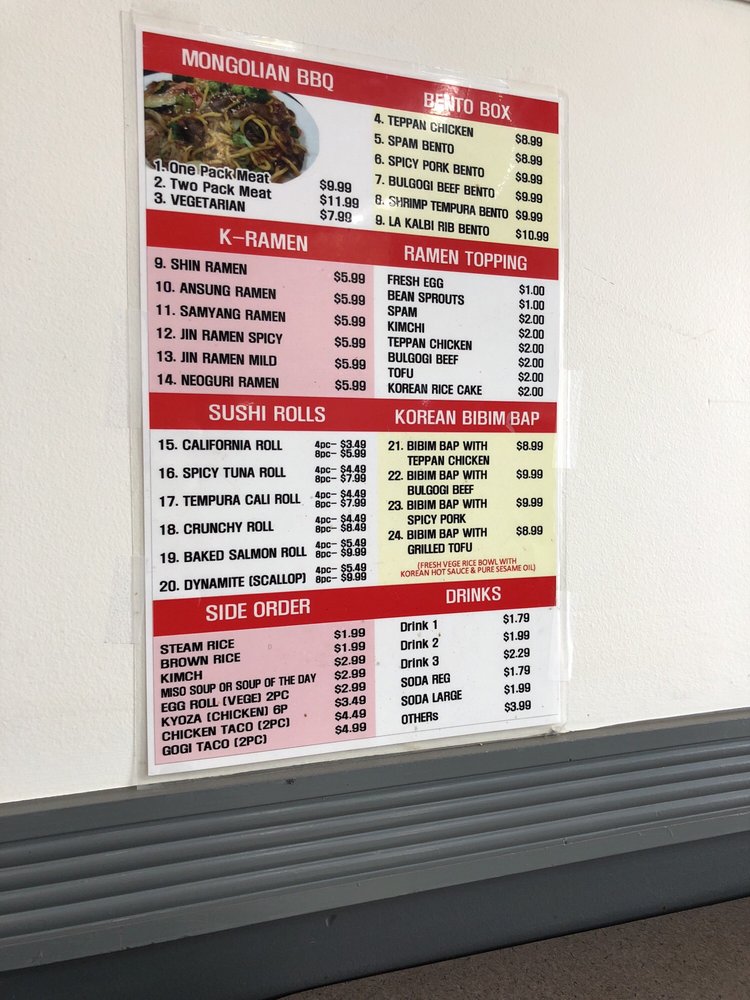 MONGOLIAN BBQ
1. One Pack Meat $9.99
2. Two Pack Meat $11.99
3. VEGETARIAN $7.99
BENTO BOX
4. TEPPAN CHICKEN $8.99
5. SPAM BENTO $8.99
6. SPICY PORK BENTO $9.99
7. BULGOGI BEEF BENTO $9.99
8. SHRIMP TEMPURA BENTO $9.99
9. LA KALBI RIB BENTO $10.99
K-RAMEN
9. SHIN RAMEN $5.99
10. ANSUNG RAMEN $5.99
11. SAMYANG RAMEN $5.99
12. JIN RAMEN SPICY $5.99
13. JIN RAMEN MILD $5.99
14. NEOGURI RAMEN $5.99
RAMEN TOPPING
FRESH EGG $1.00
BEAN SPROUTS $1.00
SPAM $2.00
KIMCHI $2.00
TEPPAN CHICKEN $2.00
BULGOGI BEEF $2.00
TOFU $2.00
KOREAN RICE CAKE $2.00
SUSHI ROLLS
15. CALIFORNIA ROLL 4pc- $3.49
8pc- $5.99
16. SPICY TUNA ROLL 4pc- $4.49
8pc- $7.99
17. TEMPURA CALI ROLL 4pc- $4.49
8pc- $7.99
18. CRUNCHY ROLL 4pc- $4.49
8pc- $8.49
19. BAKED SALMON ROLL 4pc- $5.49
8pc- $9.99
20. DYNAMITE (SCALLOP) 4pc- $5.49
8pc- $9.99
KOREAN BIBIM BAP
21. BIBIM BAP WITH $8.99
TEPPAN CHICKEN
22. BIBIM BAP WITH $9.99
BULGOGI BEEF
23. BIBIM BAP WITH $9.99
SPICY PORK
24. BIBIM BAP WITH $8.99
GRILLED TOFU
(FRESH VEGE RICE BOWL WITH
KOREAN HOT SAUCE & PURE SESAME OIL)
SIDE ORDER
STEAM RICE $1.99
BROWN RICE $1.99
KIMCH $2.99
MISO SOUP OR SOUP OF THE DAY $2.99
EGG ROLL (VEGE) 2PC $2.99
KYOZA (CHICKEN) 6P $3.49
CHICKEN TACO (2PC) $4.49
GOGI TACO (2PC) $4.99
DRINKS
Drink 1 $1.79
Drink 2 $1.99
Drink 3 $2.29
SODA REG $1.79
SODA LARGE $1.99
OTHERs $3.99